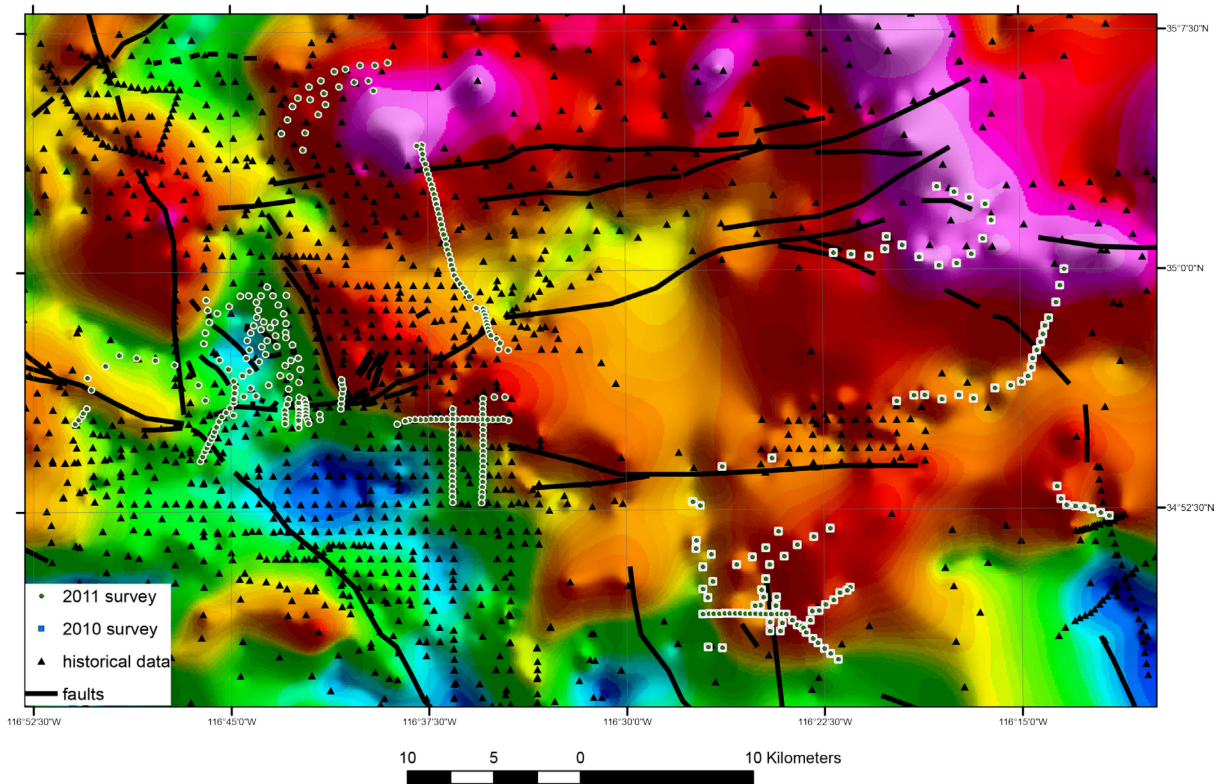 35°7'30"N
35°0'0"N
34°52'30"N
2011 survey
2010 survey
historical data
faults
116°52'30"W 116°45'0"W 116°37'30"W 116°30'0"W 116°22'30"W 116°15'0"W
10 5 0 10 Kilometers